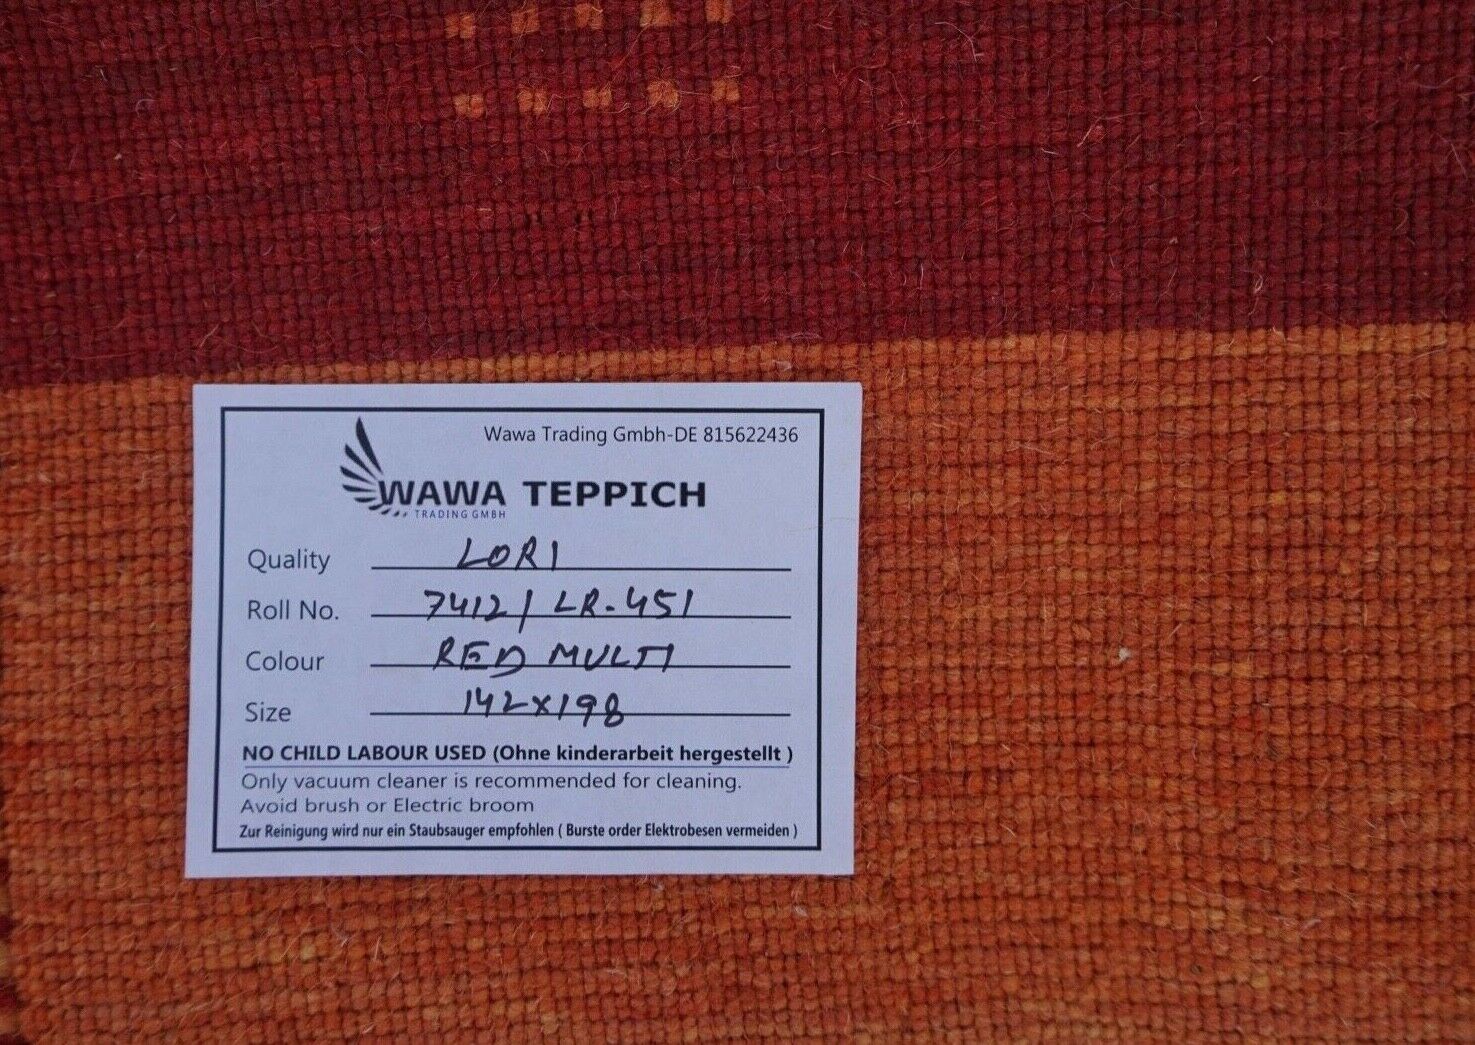 Wawa Trading Gmbh-DE 815622436
WAWA TEPPICH
TRADING GMBH
Quality LORI
Roll No. 7412/LR-451
Colour RED MULTI
Size 142x198
NO CHILD LABOUR USED (Ohne kinderarbeit hergestellt )
Only vacuum cleaner is recommended for cleaning.
Avoid brush or Electric broom
Zur Reinigung wird nur ein Staubsauger empfohlen ( Burste order Elektrobesen vermeiden )